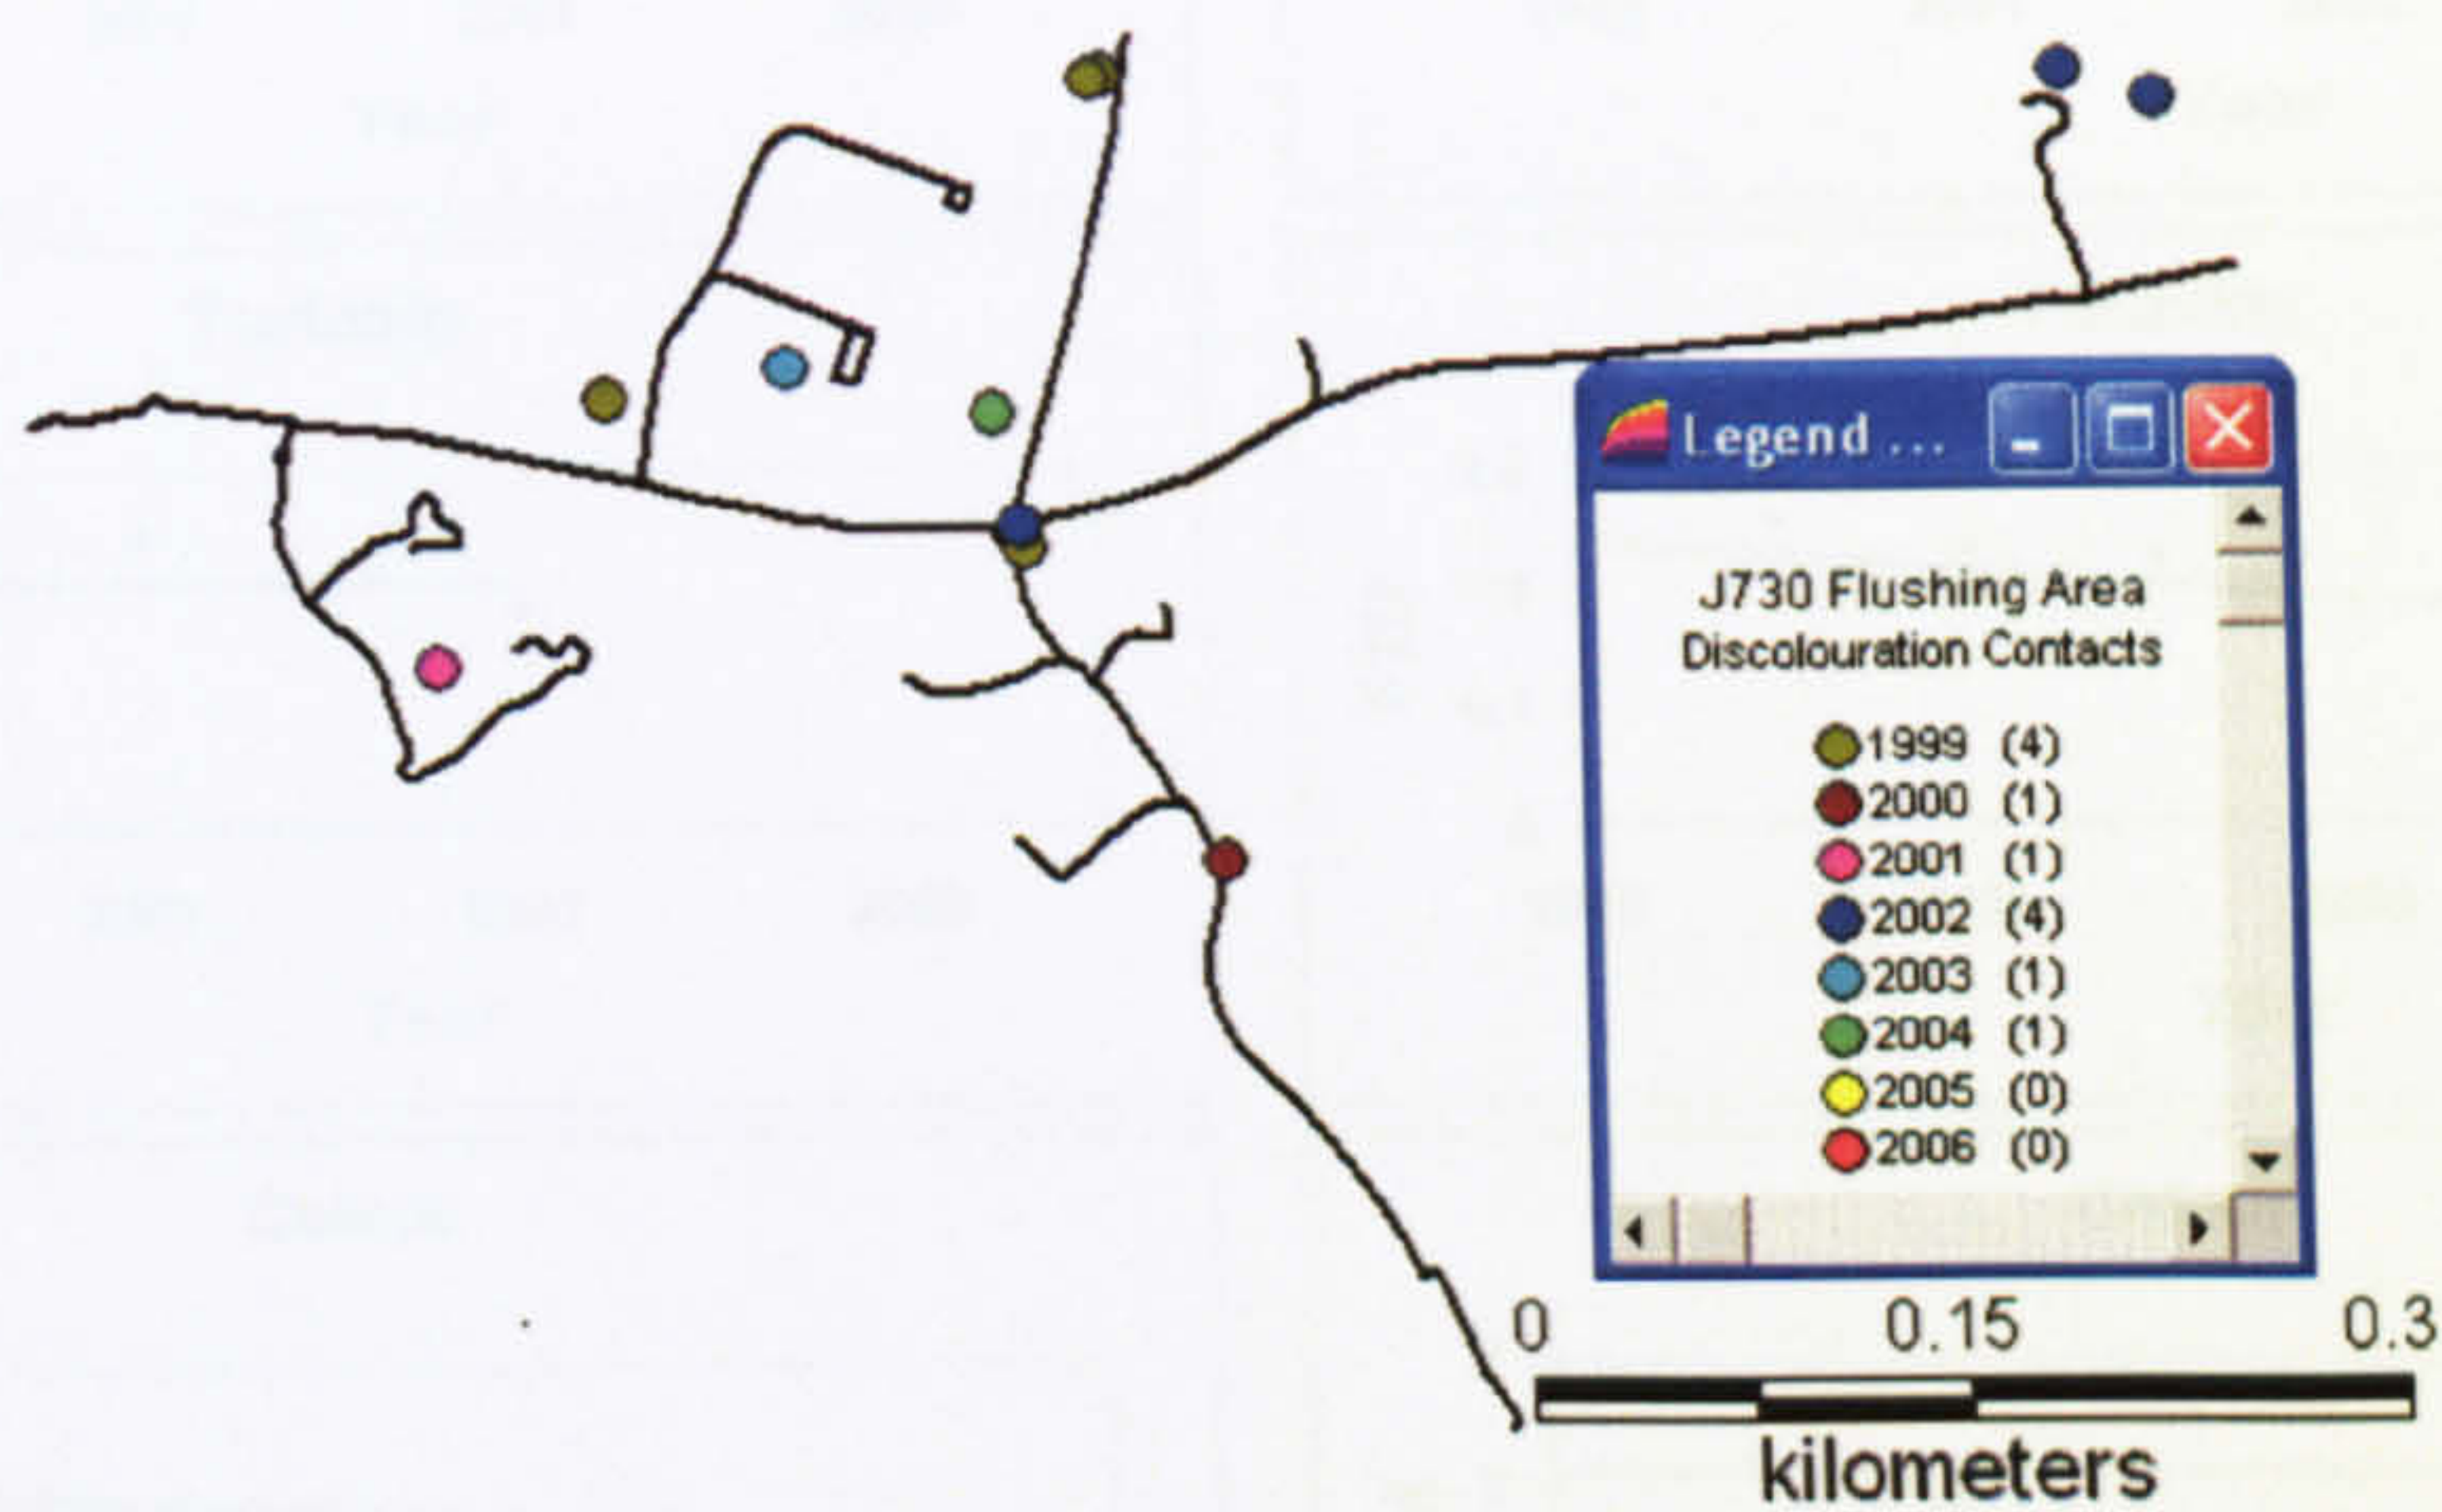 Legend ...
J730 Flushing Area
Discolouration Contacts
1999 (4)
2000 (1)
2001 (1)
2002 (4)
2003 (1)
2004 (1)
2005 (0)
2006 (0)
0 0.15 0.3
kilometers